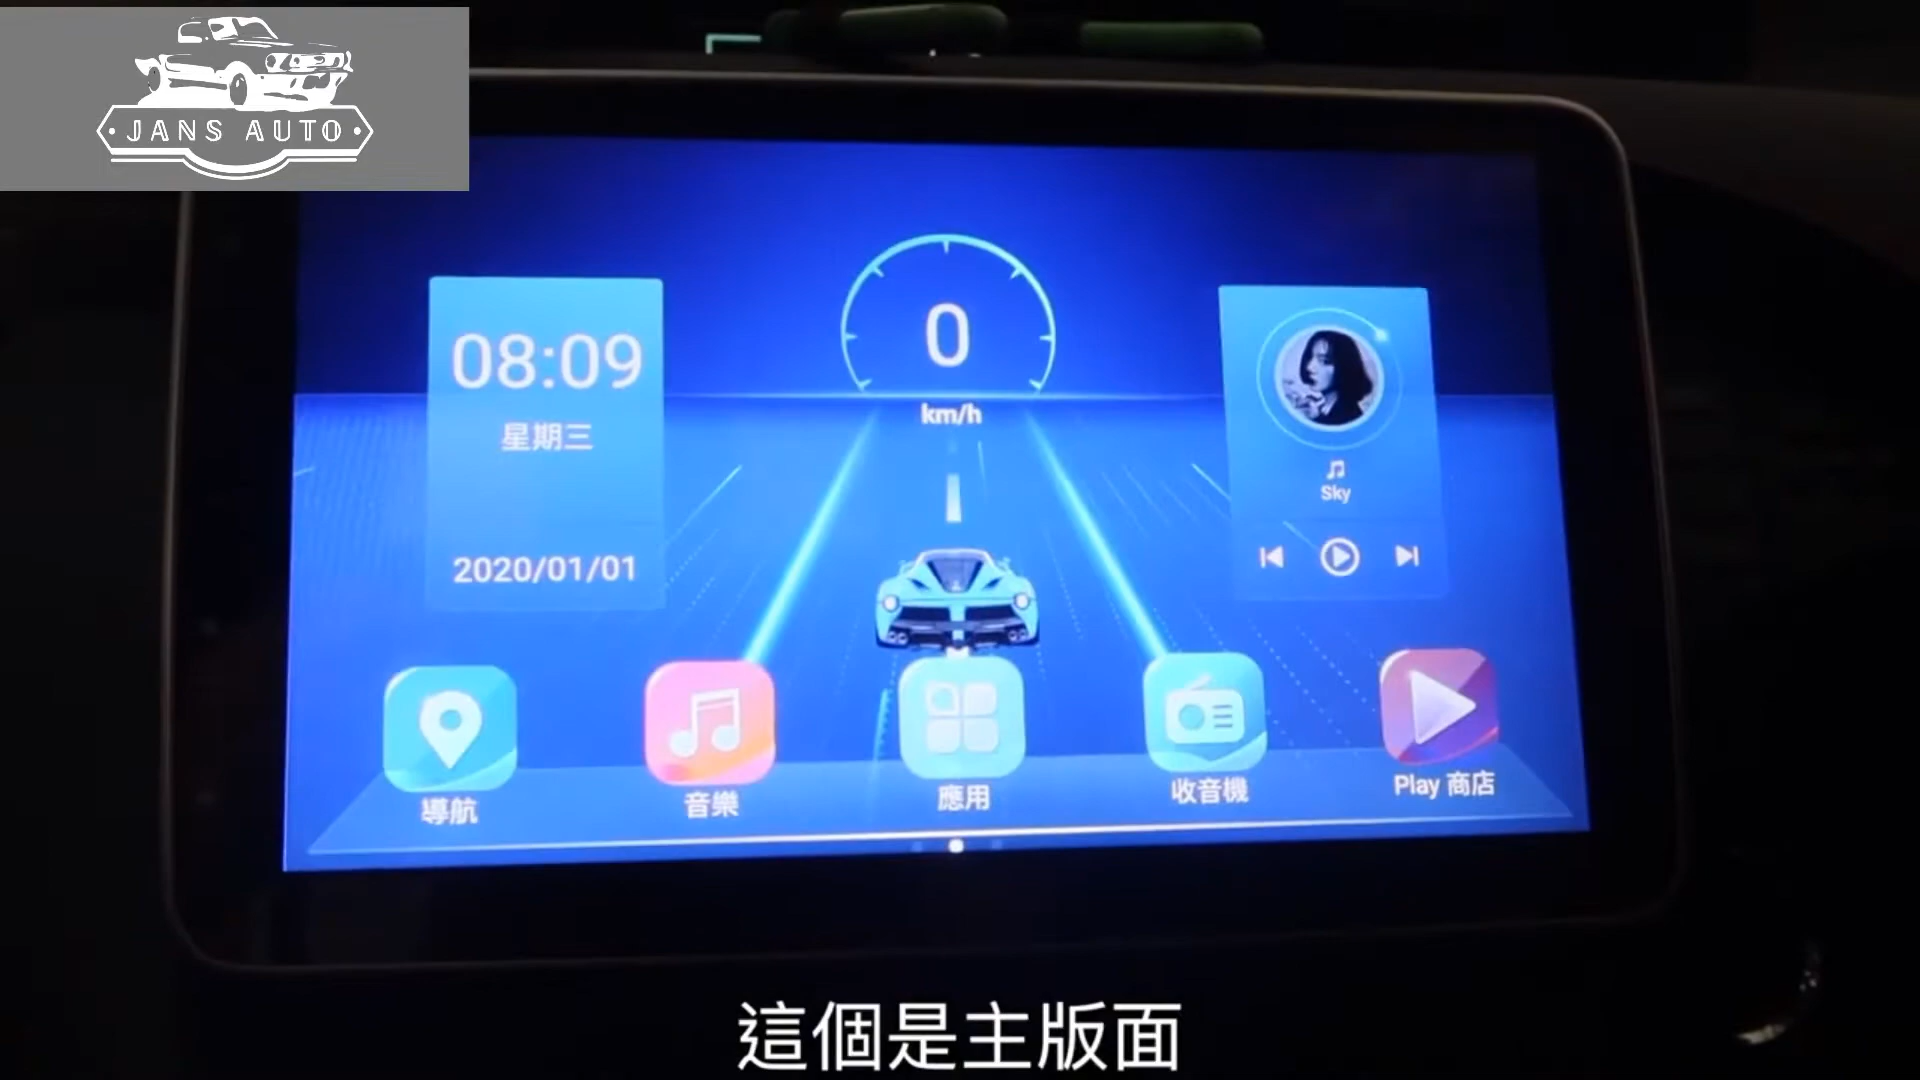 JANS AUTO
08:09
星期三
2020/01/01
0
km/h
Sky
導航
音樂
應用
收音機
Play 商店
這個是主版面